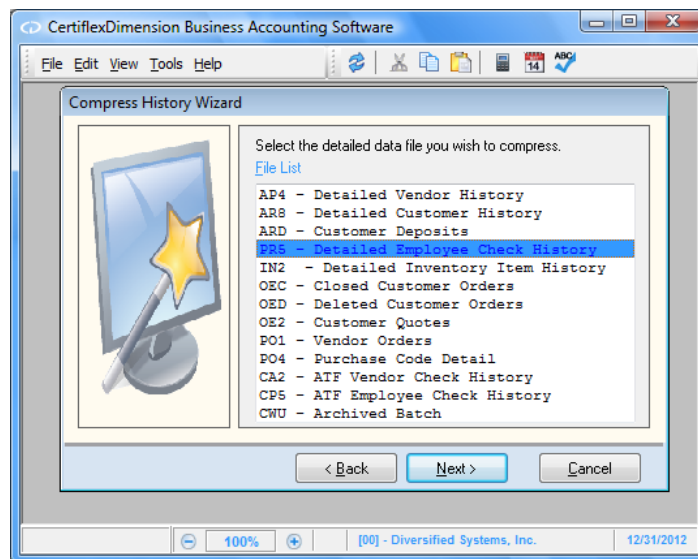 CertiflexDimension Business Accounting Software
File Edit View Tools Help
14
ABC
Compress History Wizard
Select the detailed data file you wish to compress.
File List
AP4 - Detailed Vendor History
AR8 - Detailed Customer History
ARD - Customer Deposits
PR5 - Detailed Employee Check History
IN2 - Detailed Inventory Item History
OEC - Closed Customer Orders
OED - Deleted Customer Orders
OE2 - Customer Quotes
PO1 - Vendor Orders
PO4 - Purchase Code Detail
CA2 - ATF Vendor Check History
CP5 - ATF Employee Check History
CWU - Archived Batch
< Back Next > Cancel
100% [00] - Diversified Systems, Inc. 12/31/2012